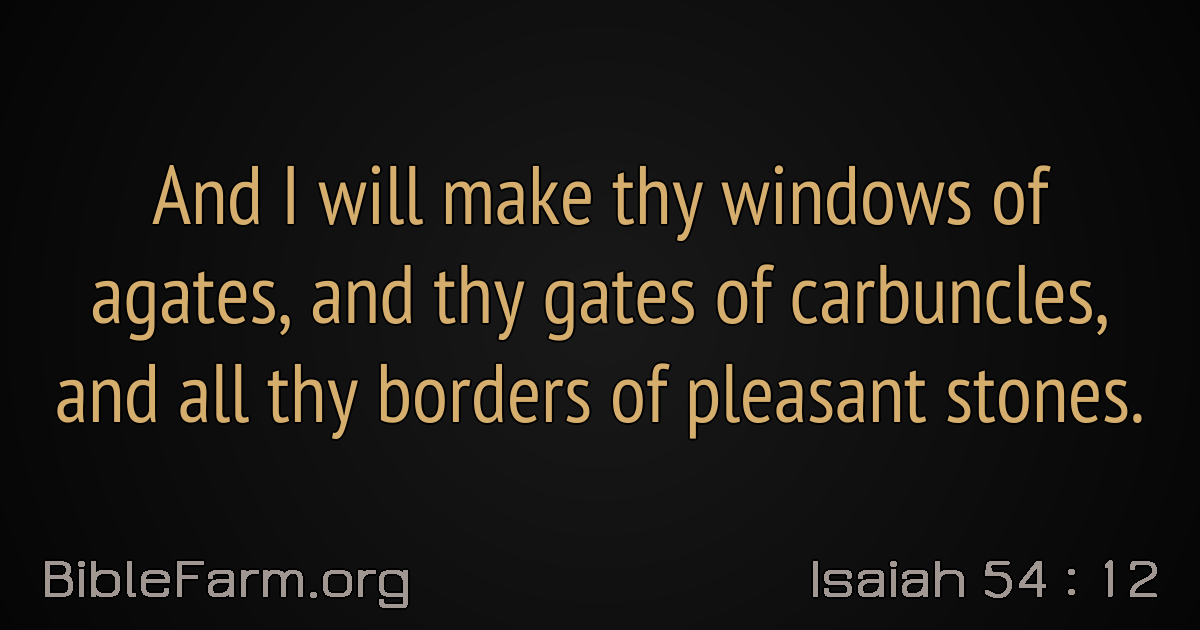 And I will make thy windows of
agates, and thy gates of carbuncles,
and all thy borders of pleasant stones.
BibleFarm.org
Isaiah 54 : 12